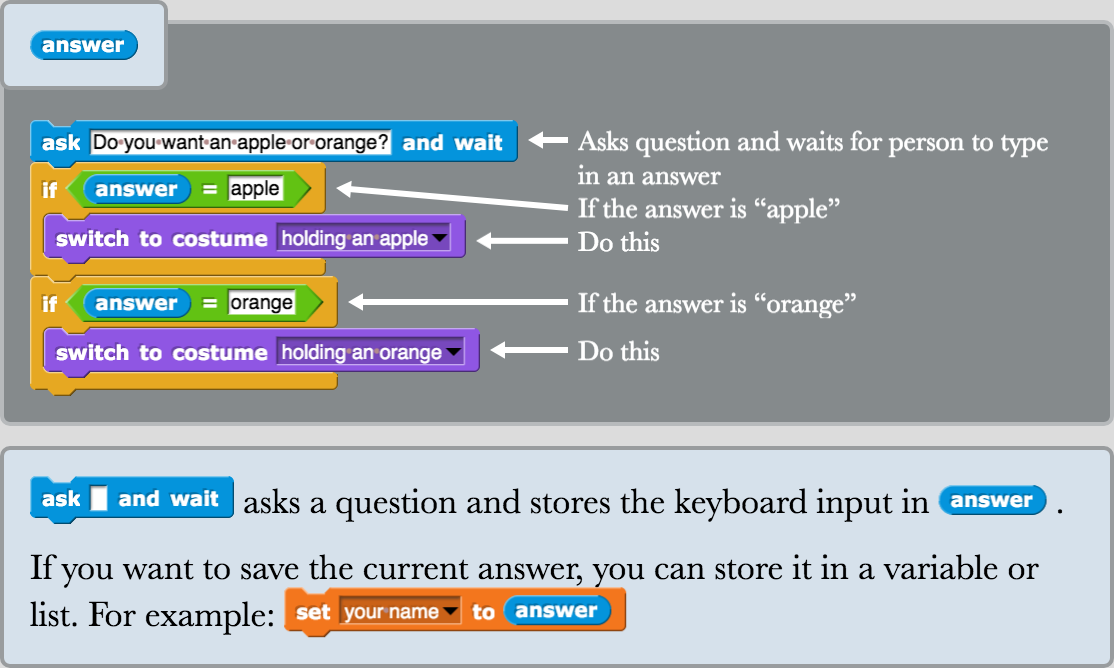 answer
ask Do you want an apple or orange? and wait
Asks question and waits for person to type
in an answer
if answer = apple
If the answer is “apple”
switch to costume holding an apple
Do this
if answer = orange
If the answer is “orange”
switch to costume holding an orange
Do this
ask and wait asks a question and stores the keyboard input in answer .
If you want to save the current answer, you can store it in a variable or
list. For example: set your name to answer